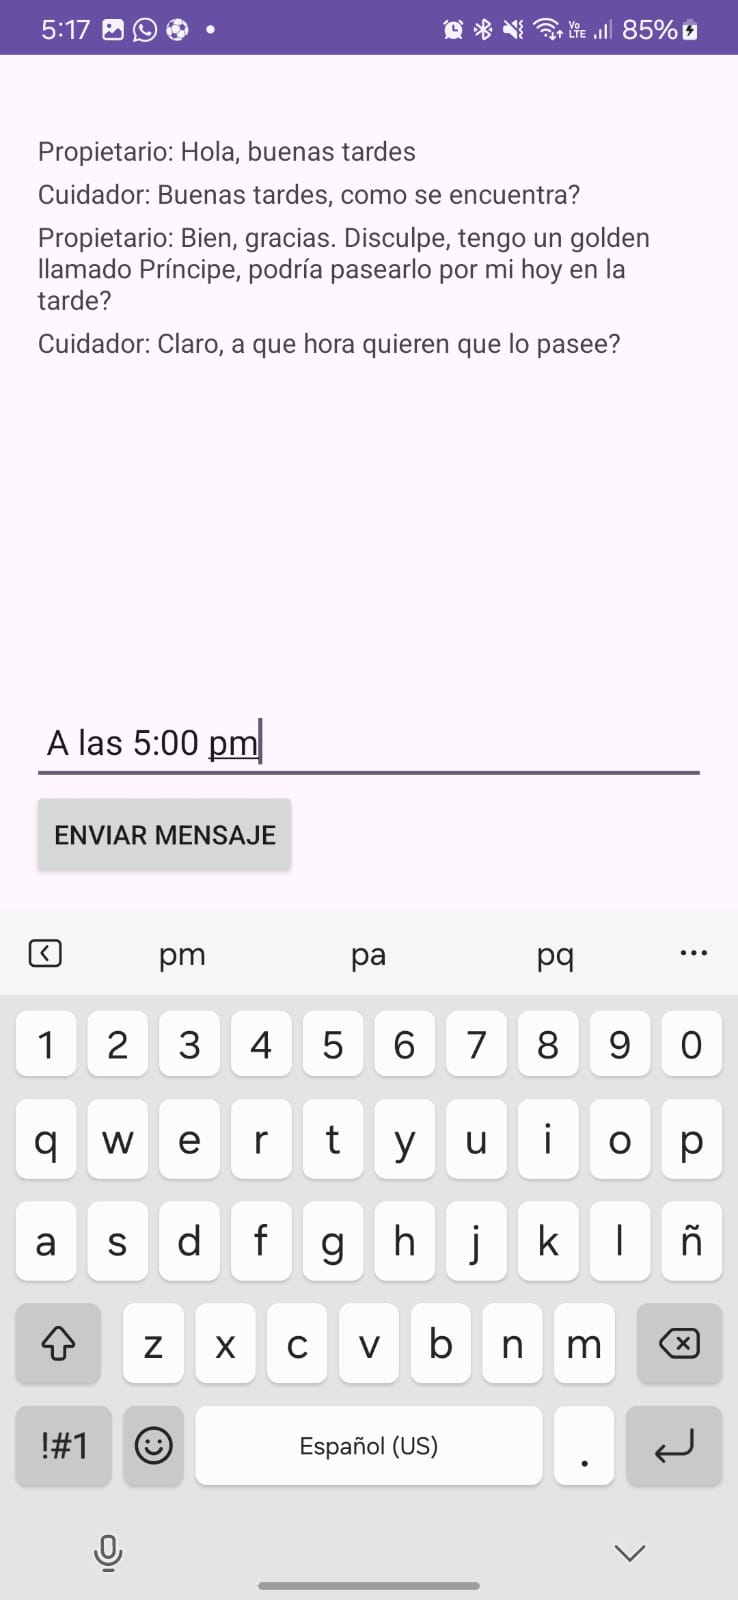 5:17
Vo LTE 85%
Propietario: Hola, buenas tardes
Cuidador: Buenas tardes, como se encuentra?
Propietario: Bien, gracias. Disculpe, tengo un golden
llamado Príncipe, podría pasearlo por mi hoy en la
tarde?
Cuidador: Claro, a que hora quieren que lo pasee?
A las 5:00 pm
ENVIAR MENSAJE
pm pa pq ...
1 2 3 4 5 6 7 8 9 0
q w e r t y u i o p
a s d f g h j k l ñ
z x c v b n m
!#1 Español (US) .